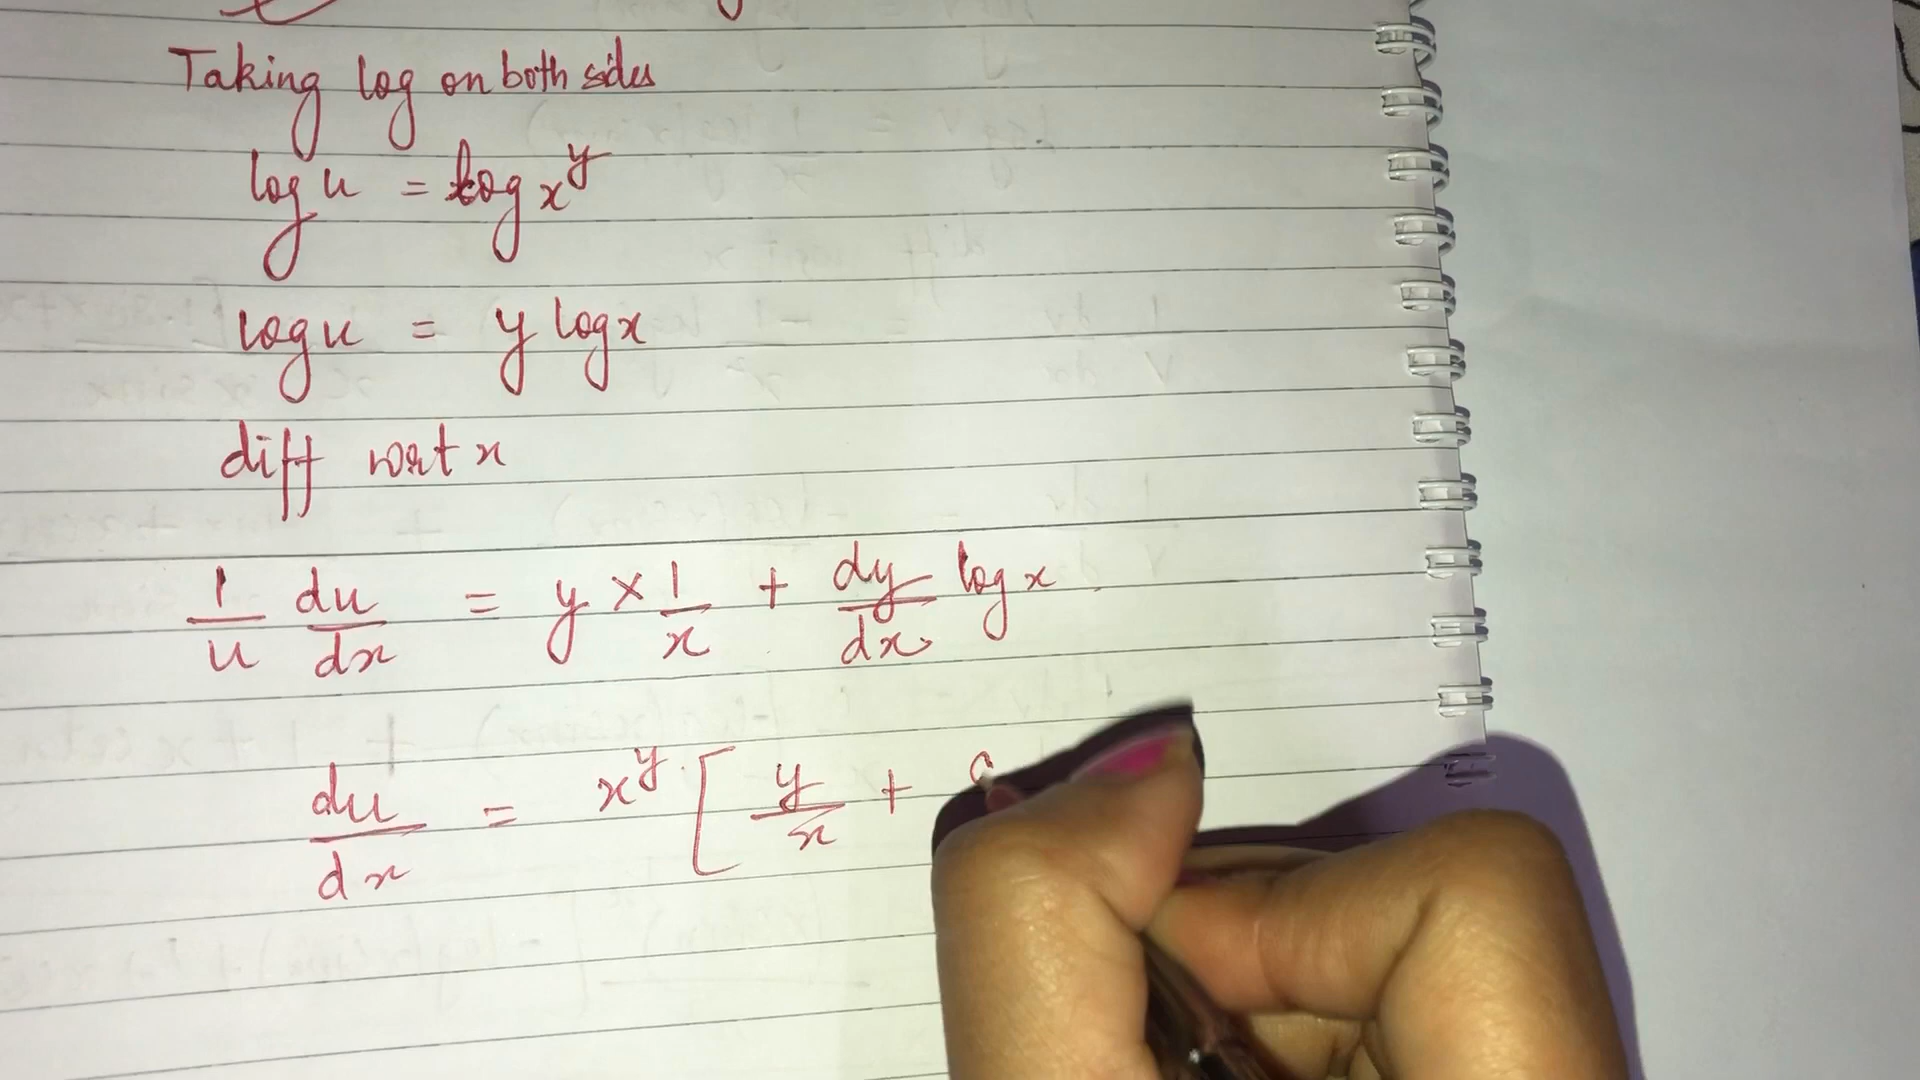 Taking log on both sides
log u = log x^y
log u = y log x
diff wrt x
1/u du/dx = y × 1/x + dy/dx log x
du/dx = x^y [ y/x +